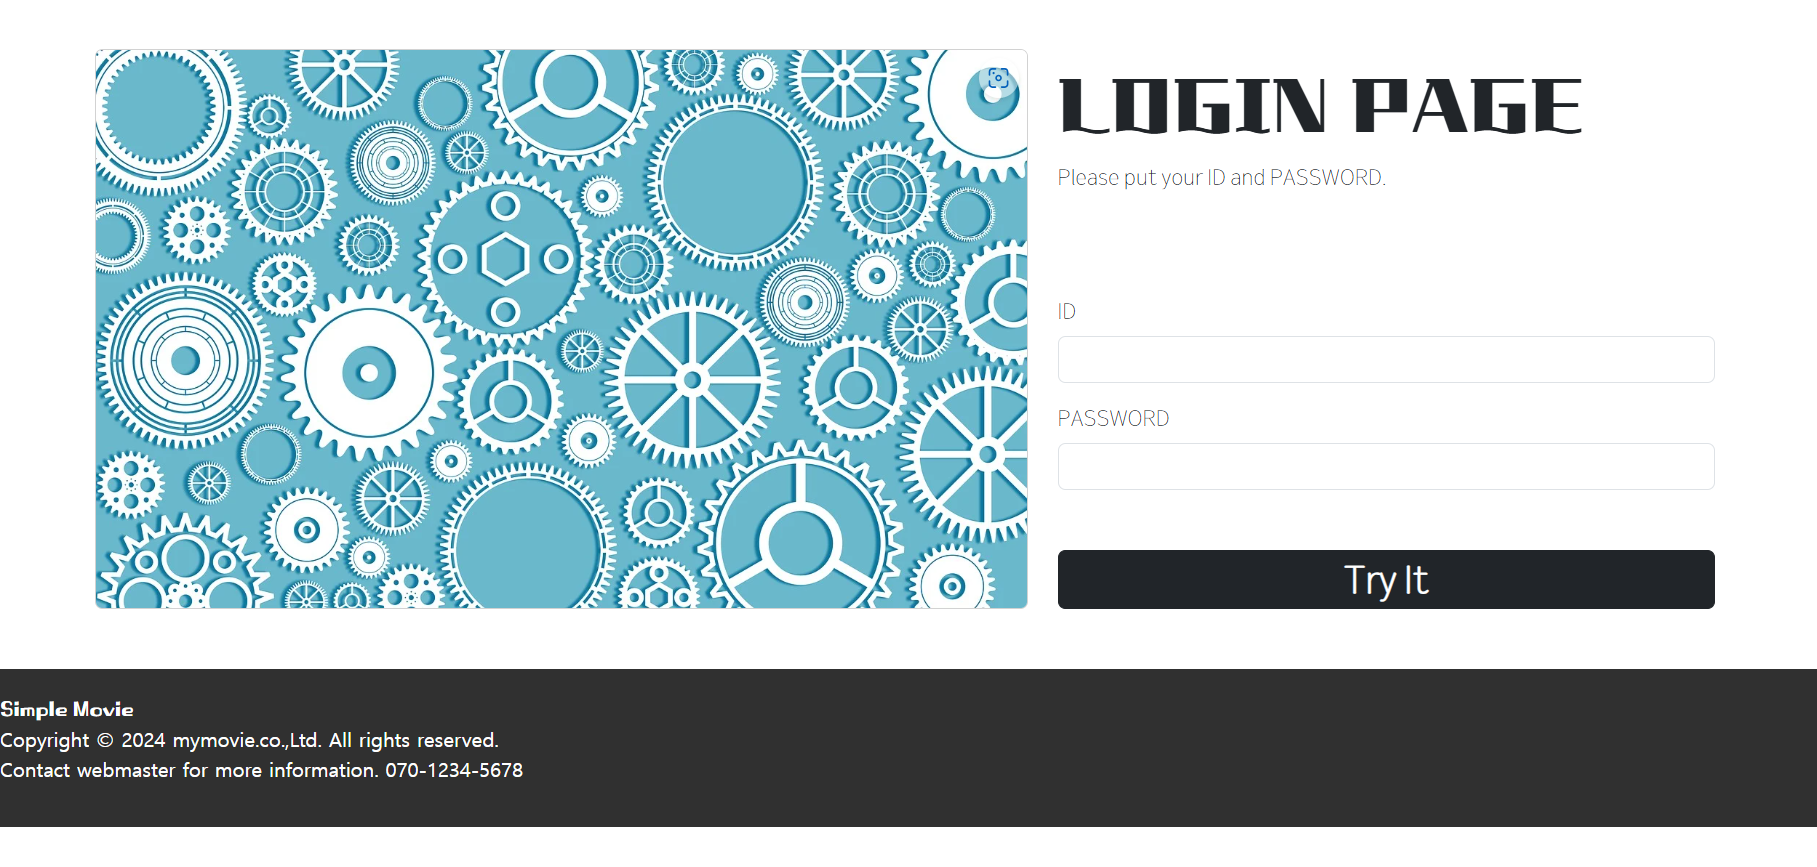 LOGIN PAGE
Please put your ID and PASSWORD.
ID
PASSWORD
Try It
Simple Movie
Copyright © 2024 mymovie.co.,Ltd. All rights reserved.
Contact webmaster for more information. 070-1234-5678